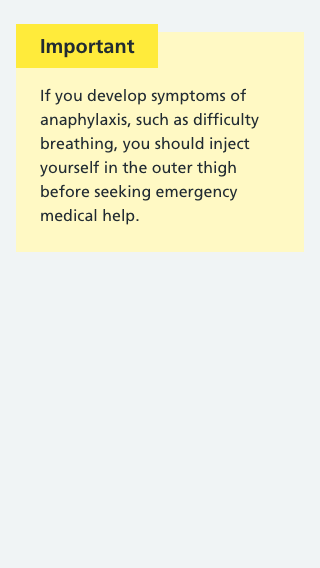 Important
If you develop symptoms of
anaphylaxis, such as difficulty
breathing, you should inject
yourself in the outer thigh
before seeking emergency
medical help.